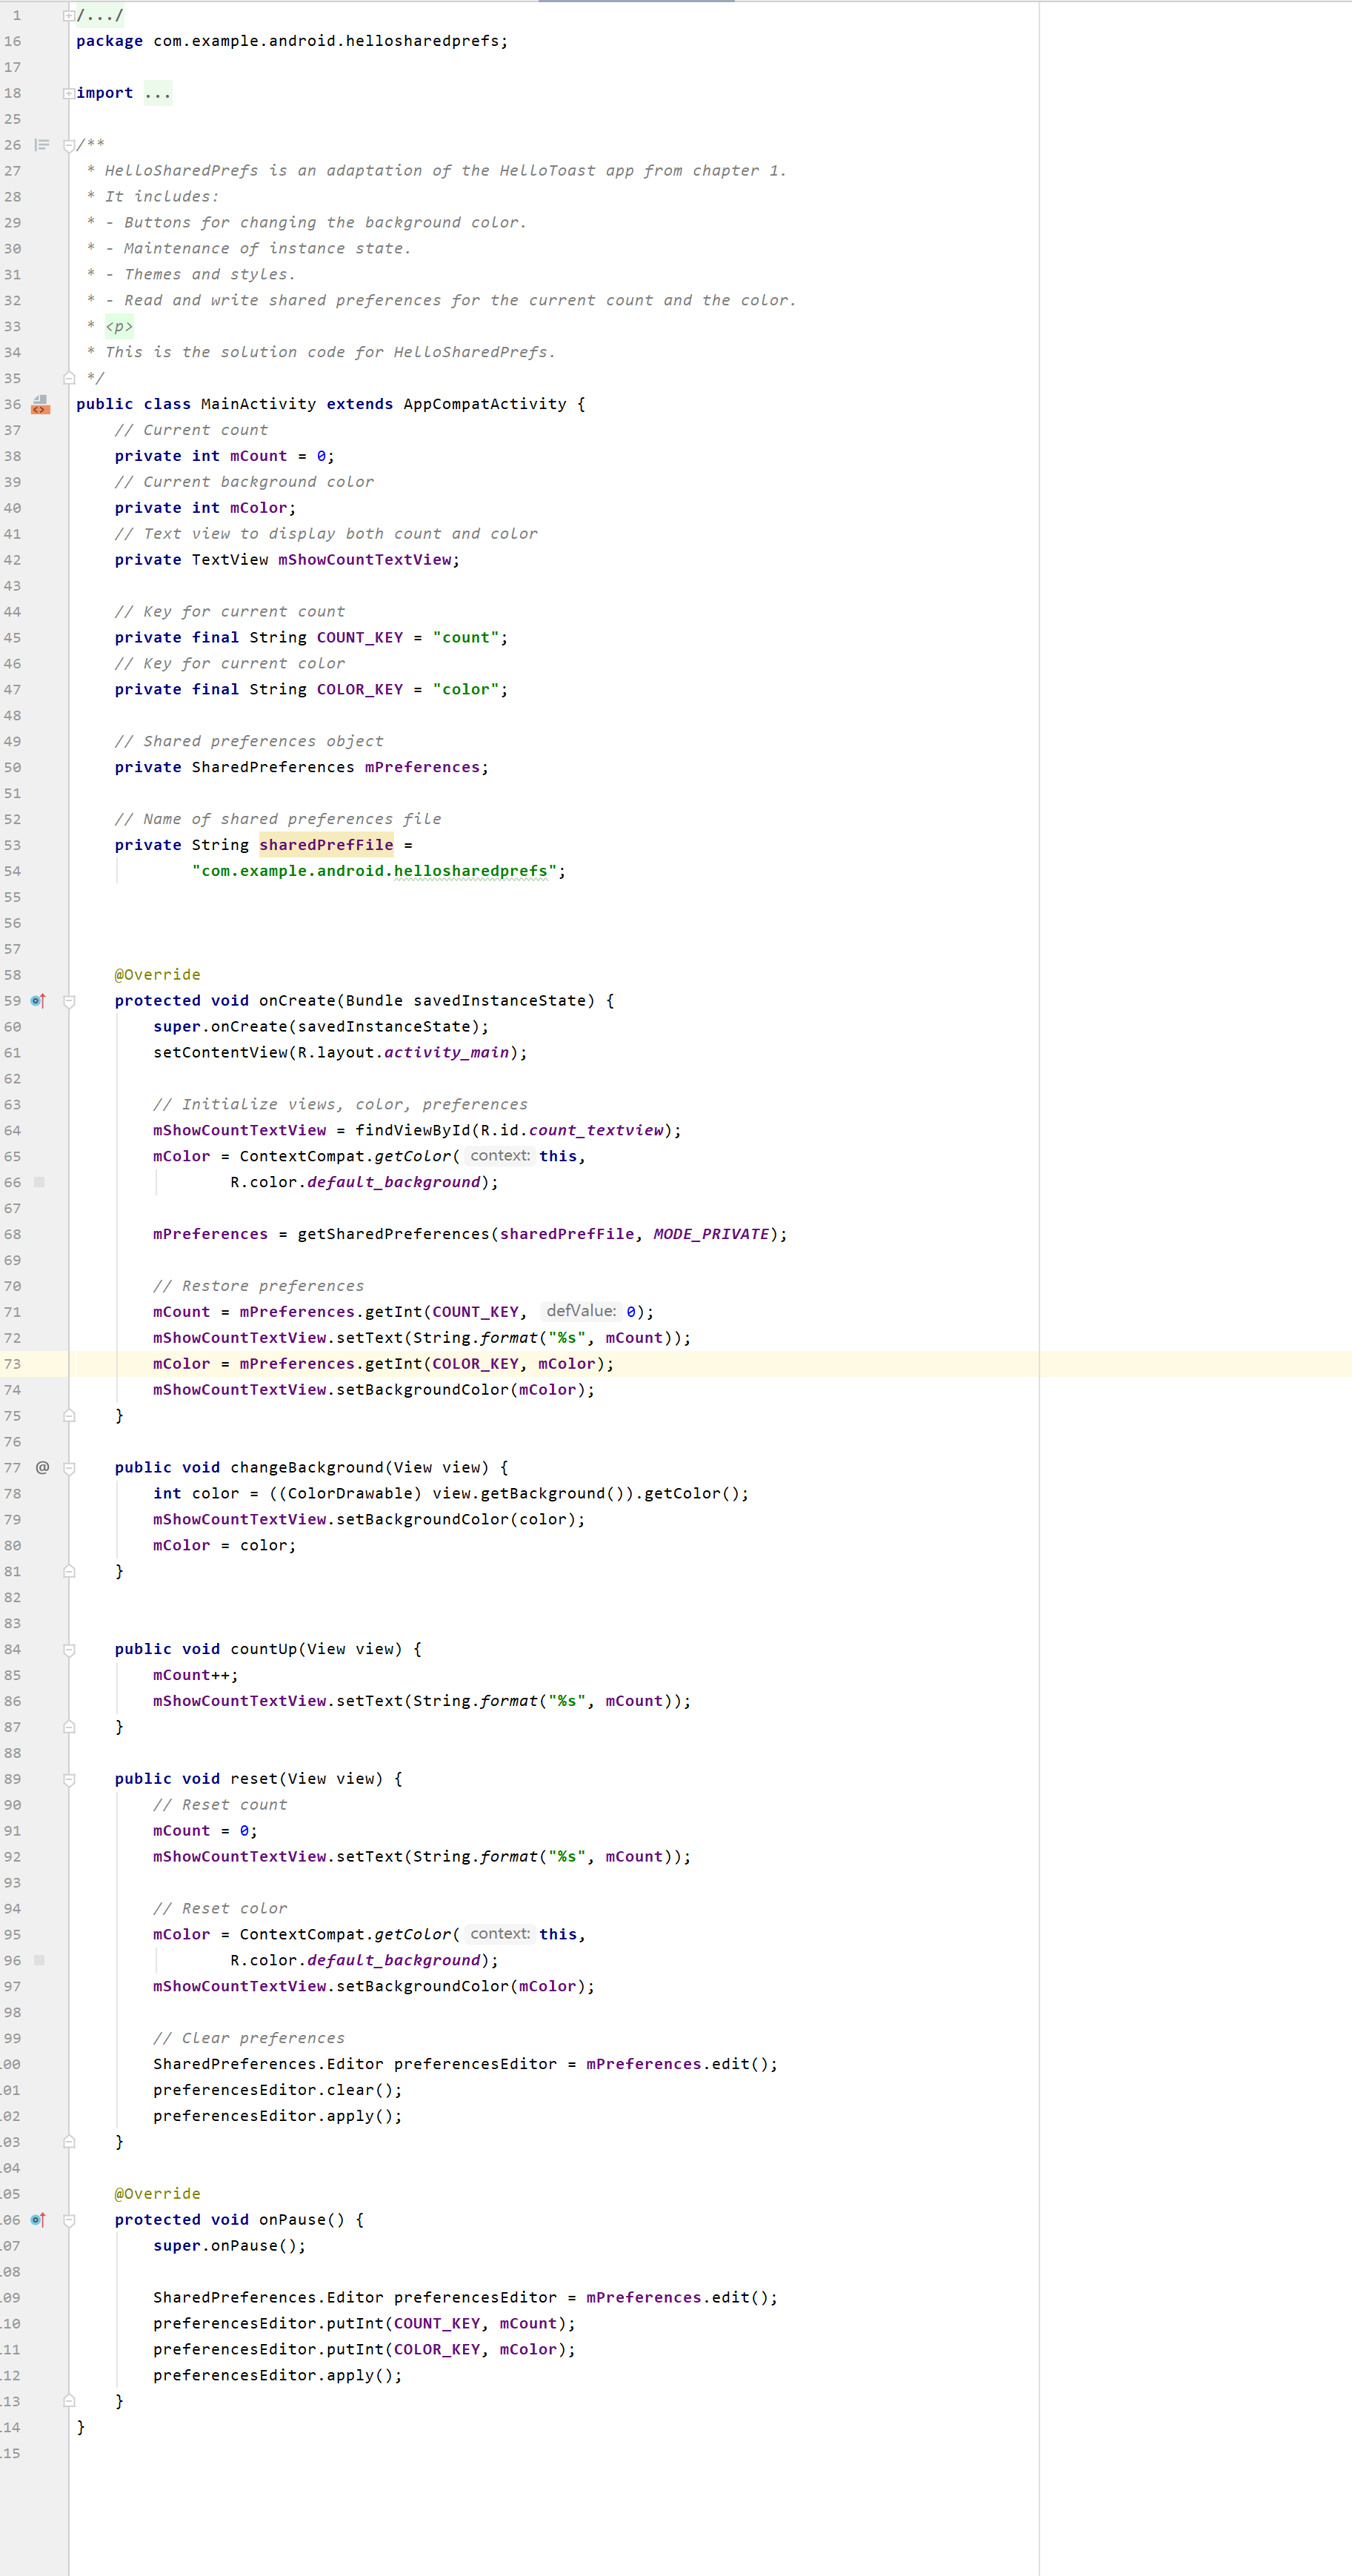 1 /.../
16 package com.example.android.hellosharedprefs;
17
18 import ...
25
26 /**
27  * HelloSharedPrefs is an adaptation of the HelloToast app from chapter 1.
28  * It includes:
29  * - Buttons for changing the background color.
30  * - Maintenance of instance state.
31  * - Themes and styles.
32  * - Read and write shared preferences for the current count and the color.
33  * <p>
34  * This is the solution code for HelloSharedPrefs.
35  */
36 public class MainActivity extends AppCompatActivity {
37     // Current count
38     private int mCount = 0;
39     // Current background color
40     private int mColor;
41     // Text view to display both count and color
42     private TextView mShowCountTextView;
43
44     // Key for current count
45     private final String COUNT_KEY = "count";
46     // Key for current color
47     private final String COLOR_KEY = "color";
48
49     // Shared preferences object
50     private SharedPreferences mPreferences;
51
52     // Name of shared preferences file
53     private String sharedPrefFile =
54             "com.example.android.hellosharedprefs";
55
56
57
58     @Override
59     protected void onCreate(Bundle savedInstanceState) {
60         super.onCreate(savedInstanceState);
61         setContentView(R.layout.activity_main);
62
63         // Initialize views, color, preferences
64         mShowCountTextView = findViewById(R.id.count_textview);
65         mColor = ContextCompat.getColor( context: this,
66                 R.color.default_background);
67
68         mPreferences = getSharedPreferences(sharedPrefFile, MODE_PRIVATE);
69
70         // Restore preferences
71         mCount = mPreferences.getInt(COUNT_KEY, defValue: 0);
72         mShowCountTextView.setText(String.format("%s", mCount));
73         mColor = mPreferences.getInt(COLOR_KEY, mColor);
74         mShowCountTextView.setBackgroundColor(mColor);
75     }
76
77 @    public void changeBackground(View view) {
78         int color = ((ColorDrawable) view.getBackground()).getColor();
79         mShowCountTextView.setBackgroundColor(color);
80         mColor = color;
81     }
82
83
84     public void countUp(View view) {
85         mCount++;
86         mShowCountTextView.setText(String.format("%s", mCount));
87     }
88
89     public void reset(View view) {
90         // Reset count
91         mCount = 0;
92         mShowCountTextView.setText(String.format("%s", mCount));
93
94         // Reset color
95         mColor = ContextCompat.getColor( context: this,
96                 R.color.default_background);
97         mShowCountTextView.setBackgroundColor(mColor);
98
99         // Clear preferences
00         SharedPreferences.Editor preferencesEditor = mPreferences.edit();
01         preferencesEditor.clear();
02         preferencesEditor.apply();
03     }
04
05     @Override
06     protected void onPause() {
07         super.onPause();
08
09         SharedPreferences.Editor preferencesEditor = mPreferences.edit();
10         preferencesEditor.putInt(COUNT_KEY, mCount);
11         preferencesEditor.putInt(COLOR_KEY, mColor);
12         preferencesEditor.apply();
13     }
14 }
15